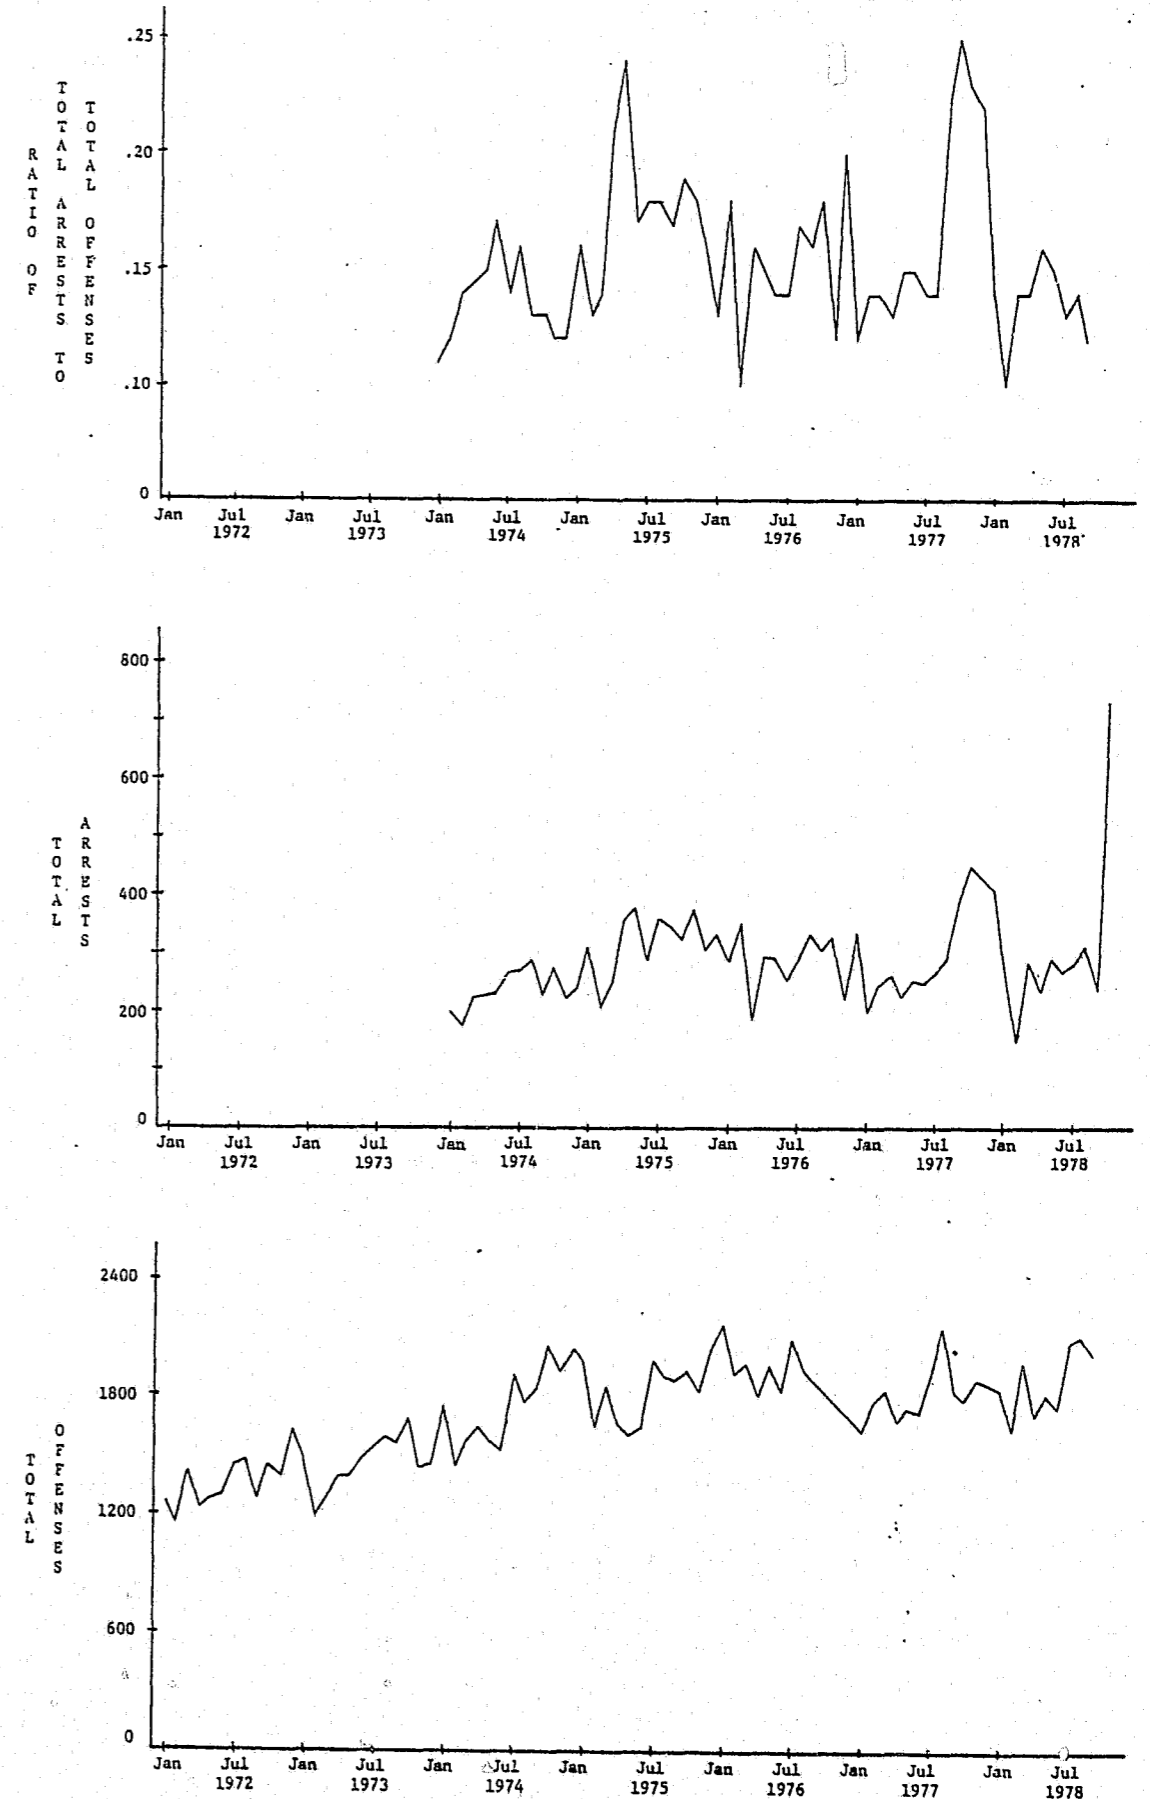 RATIO OF
TOTAL ARRESTS TO
TOTAL OFFENSES
.25
.20
.15
.10
0
Jan Jul Jan Jul Jan Jul Jan Jul Jan Jul Jan Jul Jan Jul
1972 1973 1974 1975 1976 1977 1978
TOTAL
ARRESTS
800
600
400
200
0
Jan Jul Jan Jul Jan Jul Jan Jul Jan Jul Jan Jul Jan Jul
1972 1973 1974 1975 1976 1977 1978
TOTAL
OFFENSES
2400
1800
1200
600
0
Jan Jul Jan Jul Jan Jul Jan Jul Jan Jul Jan Jul Jan Jul
1972 1973 1974 1975 1976 1977 1978